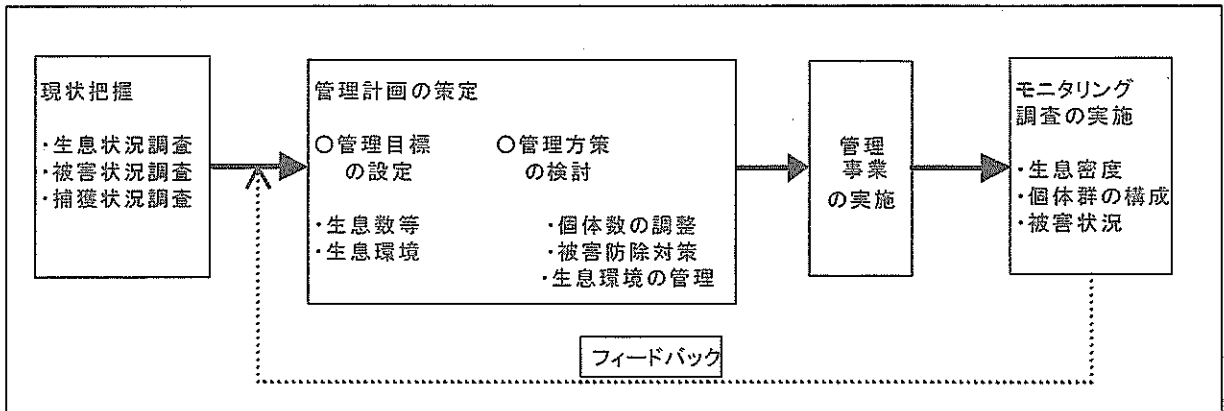 現状把握
・生息状況調査
・被害状況調査
・捕獲状況調査
管理計画の策定
○管理目標
の設定
・生息数等
・生息環境
○管理方策
の検討
・個体数の調整
・被害防除対策
・生息環境の管理
管理
事業
の実施
モニタリング
調査の実施
・生息密度
・個体群の構成
・被害状況
フィードバック